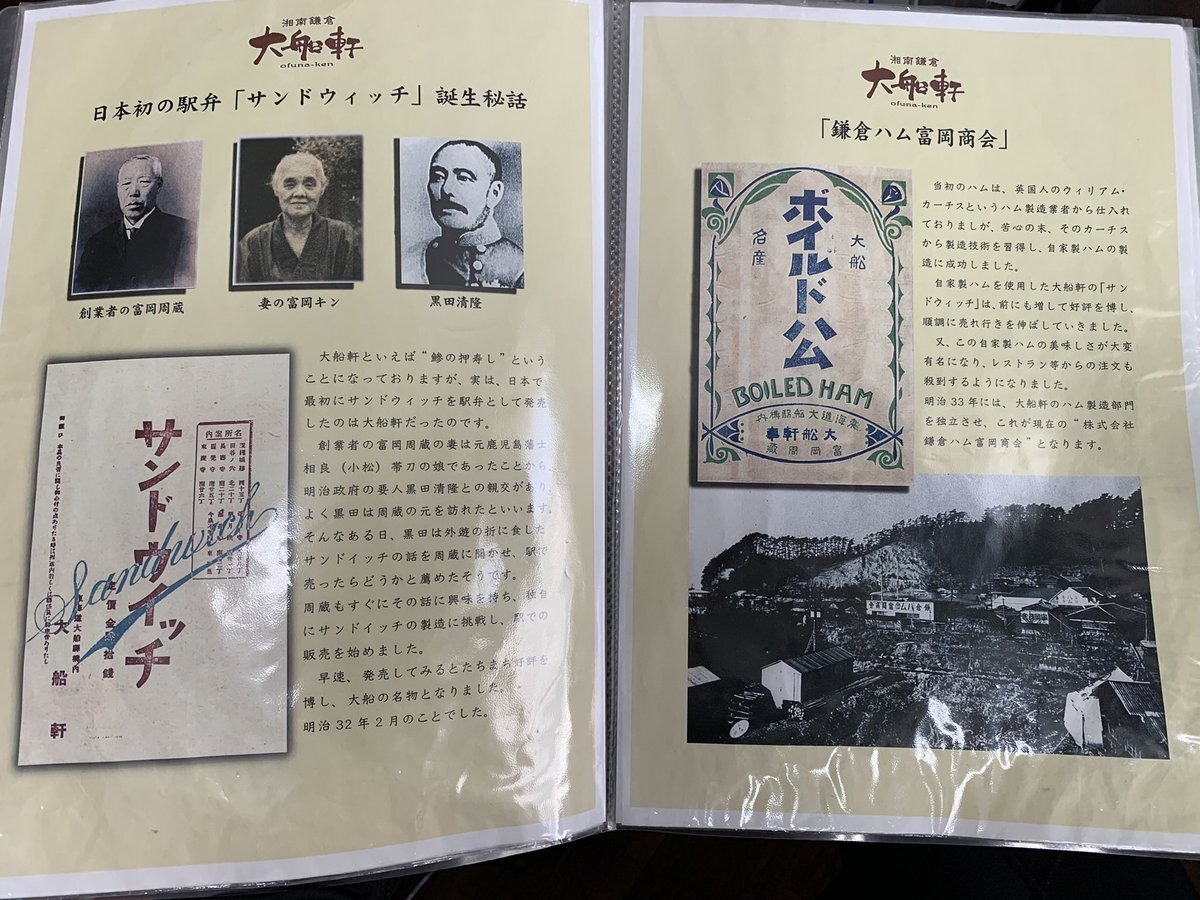 湘南鎌倉
大船軒
ofuna-ken
日本初の駅弁「サンドウィッチ」誕生秘話
創業者の富岡周蔵
妻の富岡キン
黒田清隆
サンドウイッチ
Sandwich
名所案内
定價金参拾銭
東海道大船驛構内
大船軒
大船軒といえば“鯵の押寿し”という
ことになっておりますが、実は、日本で
最初にサンドウィッチを駅弁として発売
したのは大船軒だったのです。
創業者の富岡周蔵の妻は元鹿児島藩士
相良（小松）帯刀の娘であったことから、
明治政府の要人黒田清隆との親交があり、
よく黒田は周蔵の元を訪れたといいます。
そんなある日、黒田は外遊の折に食した
サンドイッチの話を周蔵に聞かせ、駅で
売ったらどうかと薦めたそうです。
周蔵もすぐにその話に興味を持ち、独自
にサンドイッチの製造に挑戦し、駅での
販売を始めました。
早速、発売してみるとたちまち好評を
博し、大船の名物となりました。
明治32年2月のことでした。
湘南鎌倉
大船軒
ofuna-ken
「鎌倉ハム富岡商会」
大船
名産
ボイルドハム
BOILED HAM
東海道大船驛構内
大船軒事
富岡周蔵
当初のハムは、英国人のウィリアム・
カーチスというハム製造業者から仕入れ
ておりましたが、苦心の末、そのカーチス
から製造技術を習得し、自家製ハムの製
造に成功しました。
自家製ハムを使用した大船軒の「サン
ドウィッチ」は、前にも増して好評を博し、
順調に売れ行きを伸ばしていきました。
又、この自家製ハムの美味しさが大変
有名になり、レストラン等からの注文も
殺到するようになりました。
明治33年には、大船軒のハム製造部門
を独立させ、これが現在の“株式会社
鎌倉ハム富岡商会”となります。